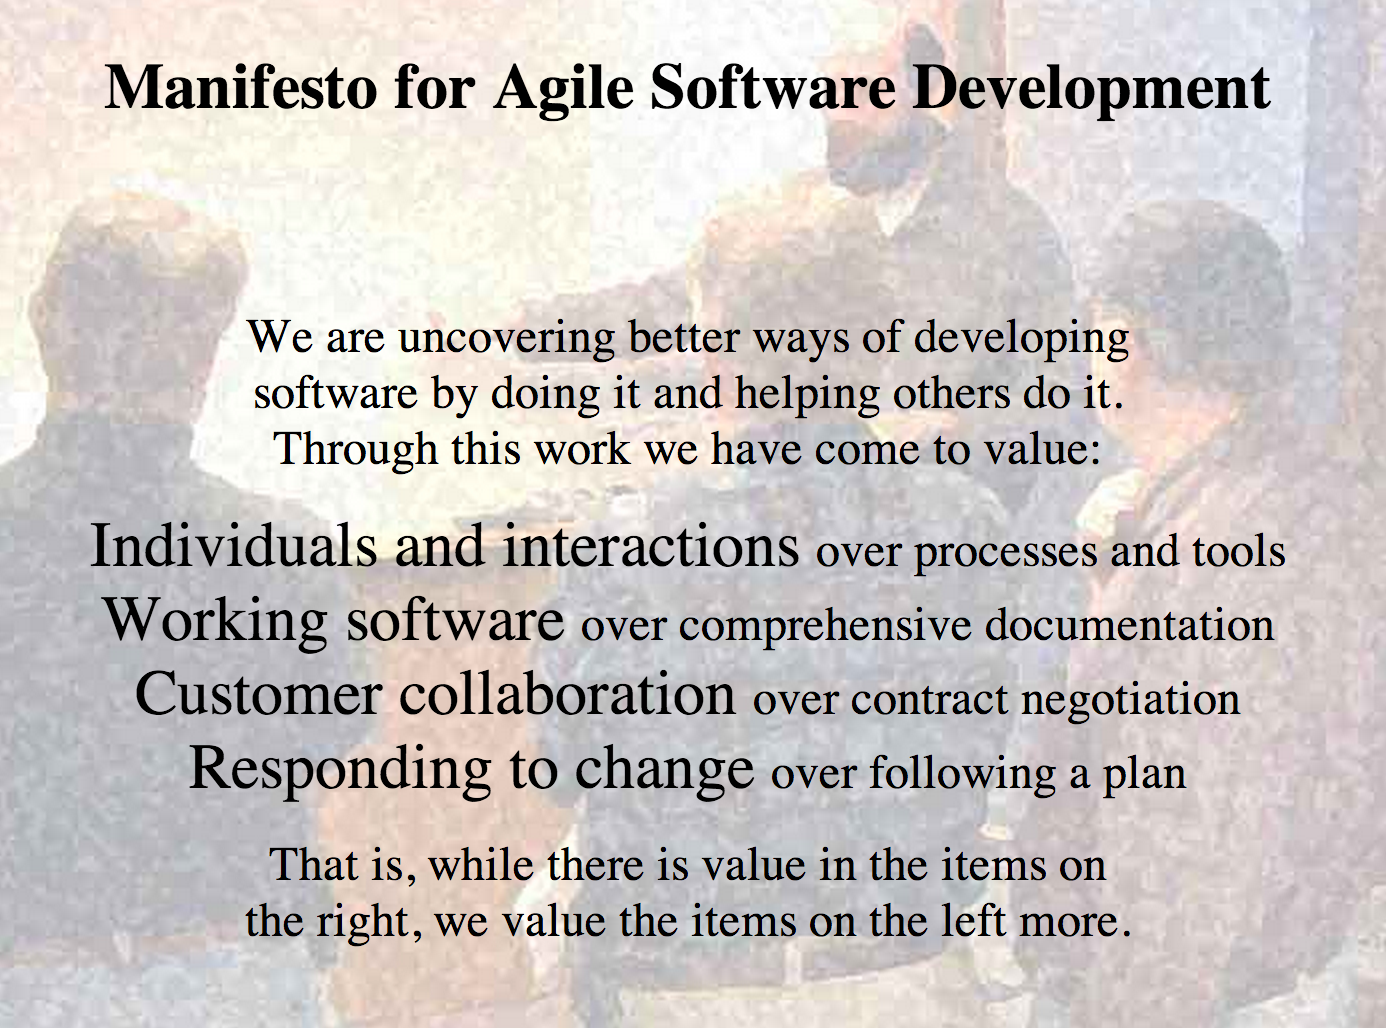 Manifesto for Agile Software Development
We are uncovering better ways of developing
software by doing it and helping others do it.
Through this work we have come to value:
Individuals and interactions over processes and tools
Working software over comprehensive documentation
Customer collaboration over contract negotiation
Responding to change over following a plan
That is, while there is value in the items on
the right, we value the items on the left more.